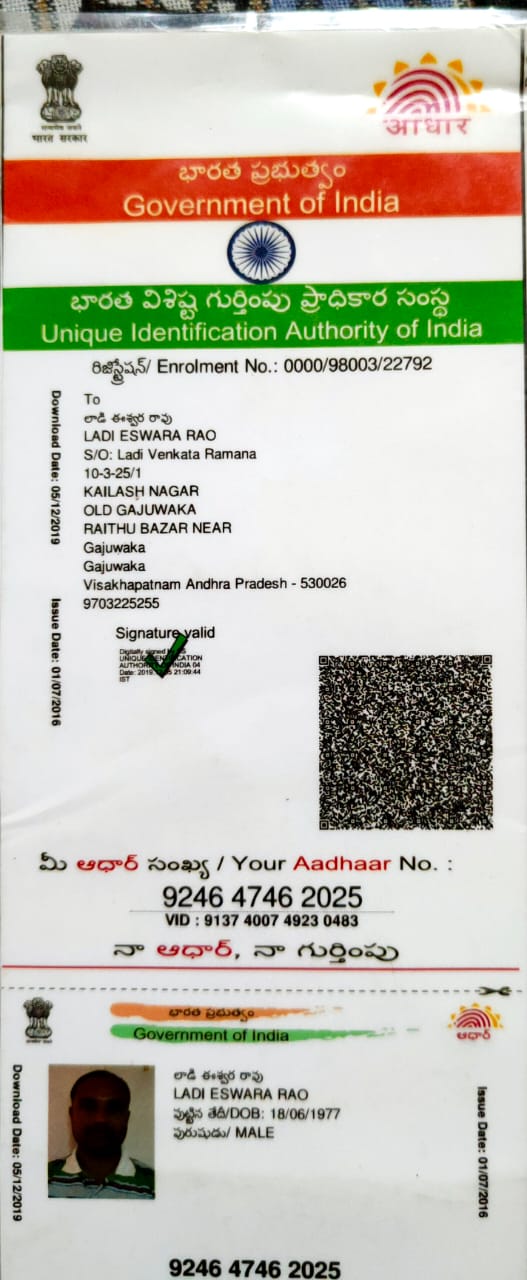 सत्यमेव जयते
भारत सरकार
आधार
భారత ప్రభుత్వం
Government of India
భారత విశిష్ట గుర్తింపు ప్రాధికార సంస్థ
Unique Identification Authority of India
రిజిస్ట్రేషన్/ Enrolment No.: 0000/98003/22792
Download Date: 05/12/2019
Issue Date: 01/07/2016
To
లాడి ఈశ్వర రావు
LADI ESWARA RAO
S/O: Ladi Venkata Ramana
10-3-25/1
KAILASH NAGAR
OLD GAJUWAKA
RAITHU BAZAR NEAR
Gajuwaka
Gajuwaka
Visakhapatnam Andhra Pradesh - 530026
9703225255
Signature valid
Digitally signed
UNIQUE IDENTIFICATION
AUTHORITY OF INDIA 04
Date: 2019 21:09:44
IST
మీ ఆధార్ సంఖ్య / Your Aadhaar No. :
9246 4746 2025
VID : 9137 4007 4923 0483
నా ఆధార్, నా గుర్తింపు
భారత ప్రభుత్వం
Government of India
ఆధార్
Download Date: 05/12/2019
లాడి ఈశ్వర రావు
LADI ESWARA RAO
పుట్టిన తేదీ/DOB: 18/06/1977
పురుషుడు/ MALE
Issue Date: 01/07/2016
9246 4746 2025